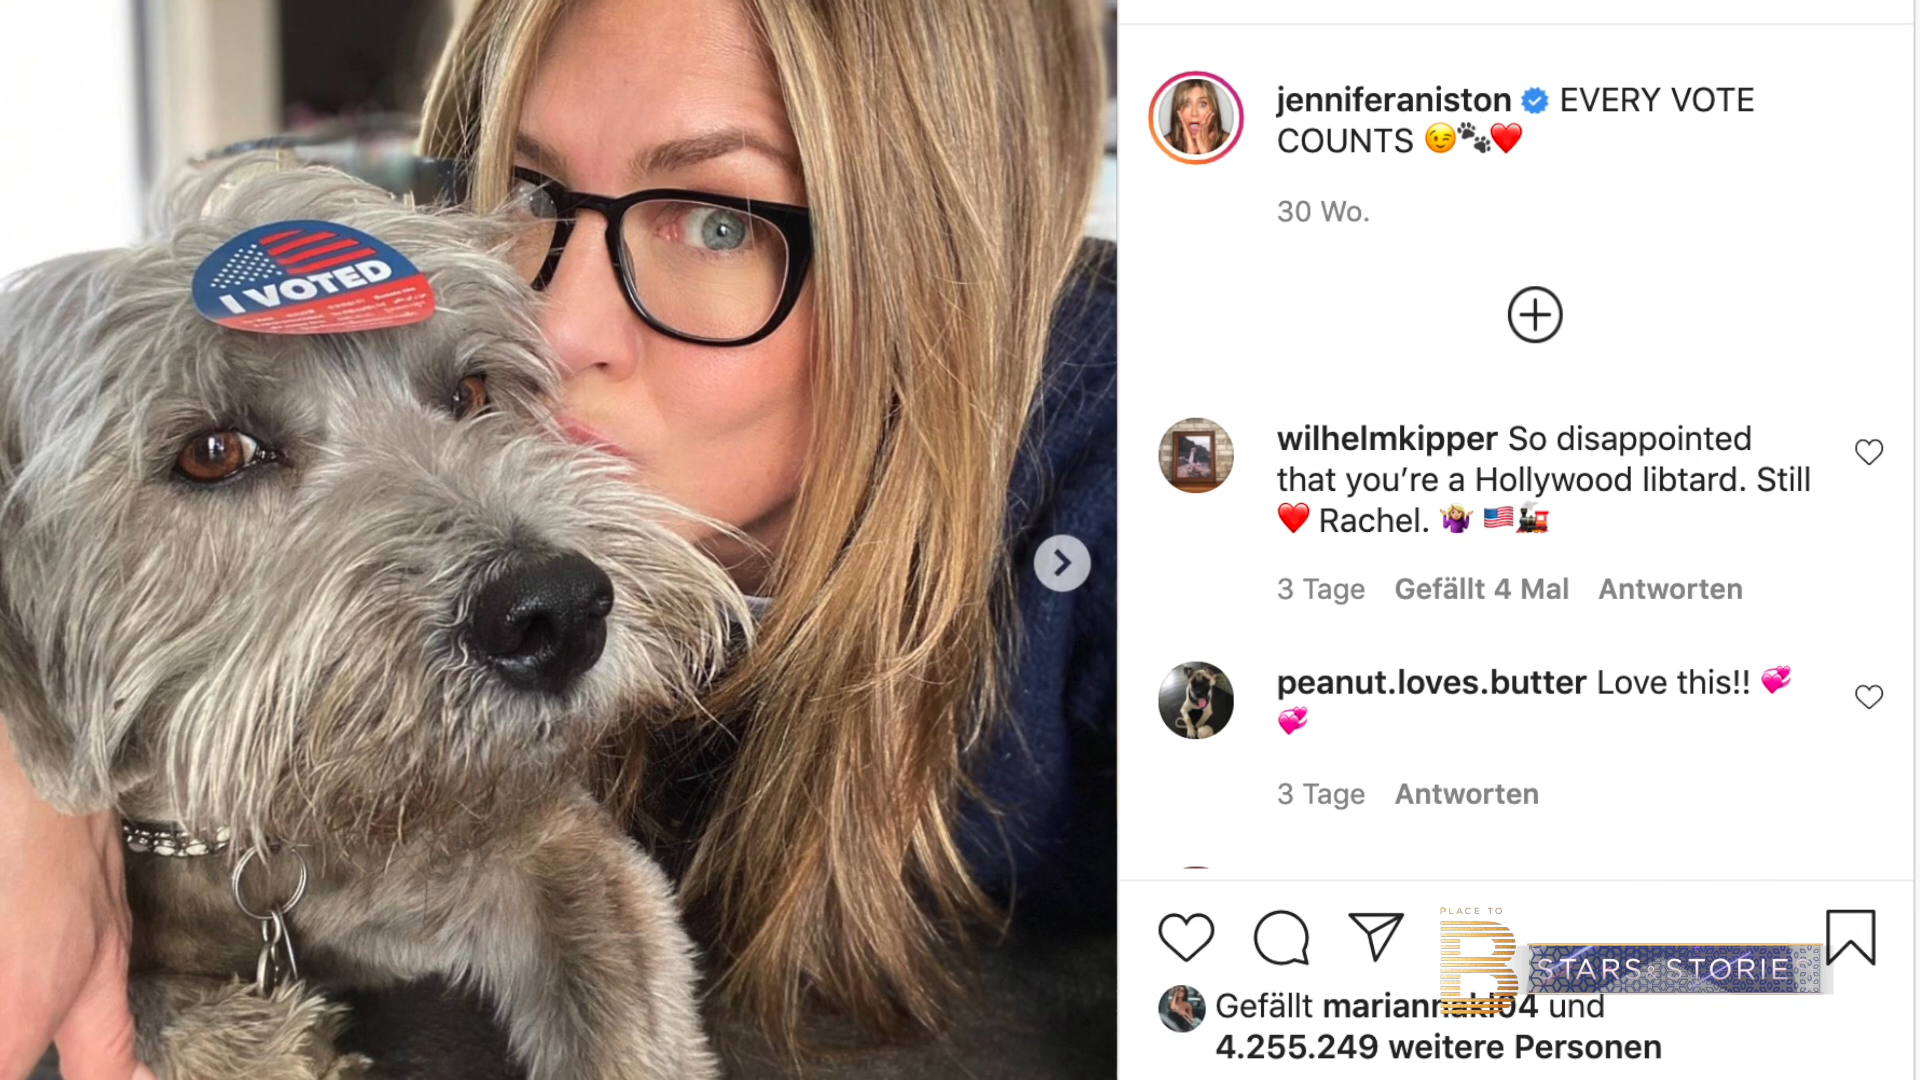 I VOTED
jenniferaniston EVERY VOTE
COUNTS 😉🐾❤️
30 Wo.
wilhelmkipper So disappointed
that you’re a Hollywood libtard. Still
❤️ Rachel. 🤷🏼‍♀️ 🇺🇸🚂
3 Tage Gefällt 4 Mal Antworten
peanut.loves.butter Love this!! 💞
💞
3 Tage Antworten
PLACE TO
B
STARS & STORIE
Gefällt mariannakl04 und
4.255.249 weitere Personen